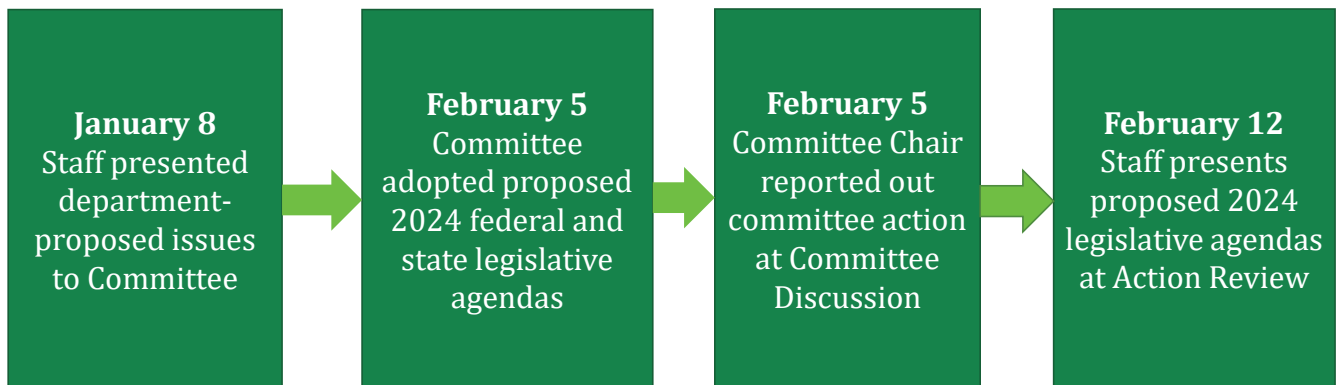 January 8
Staff presented
department-
proposed issues
to Committee
February 5
Committee
adopted proposed
2024 federal and
state legislative
agendas
February 5
Committee Chair
reported out
committee action
at Committee
Discussion
February 12
Staff presents
proposed 2024
legislative agendas
at Action Review